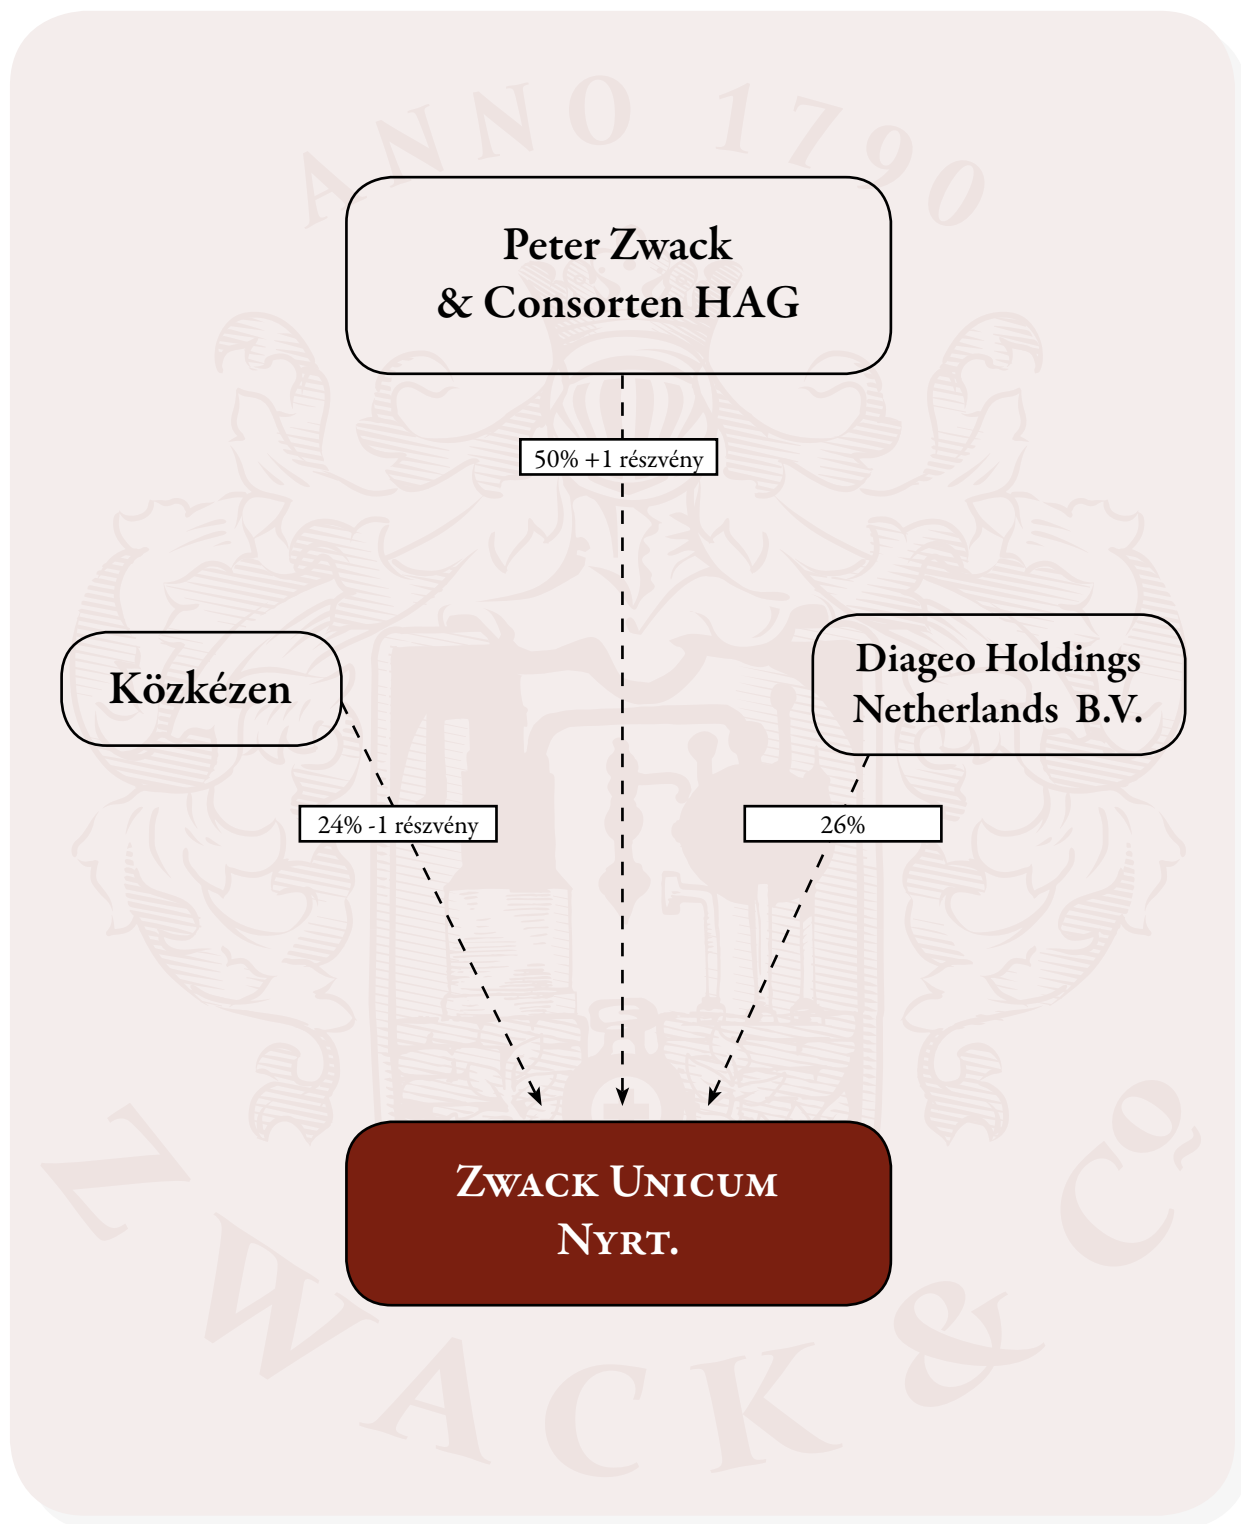 ANNO 1790
Peter Zwack
& Consorten HAG
50% +1 részvény
Közkézen
Diageo Holdings
Netherlands B.V.
24% -1 részvény
26%
Zwack Unicum
Nyrt.
ZWACK & Co